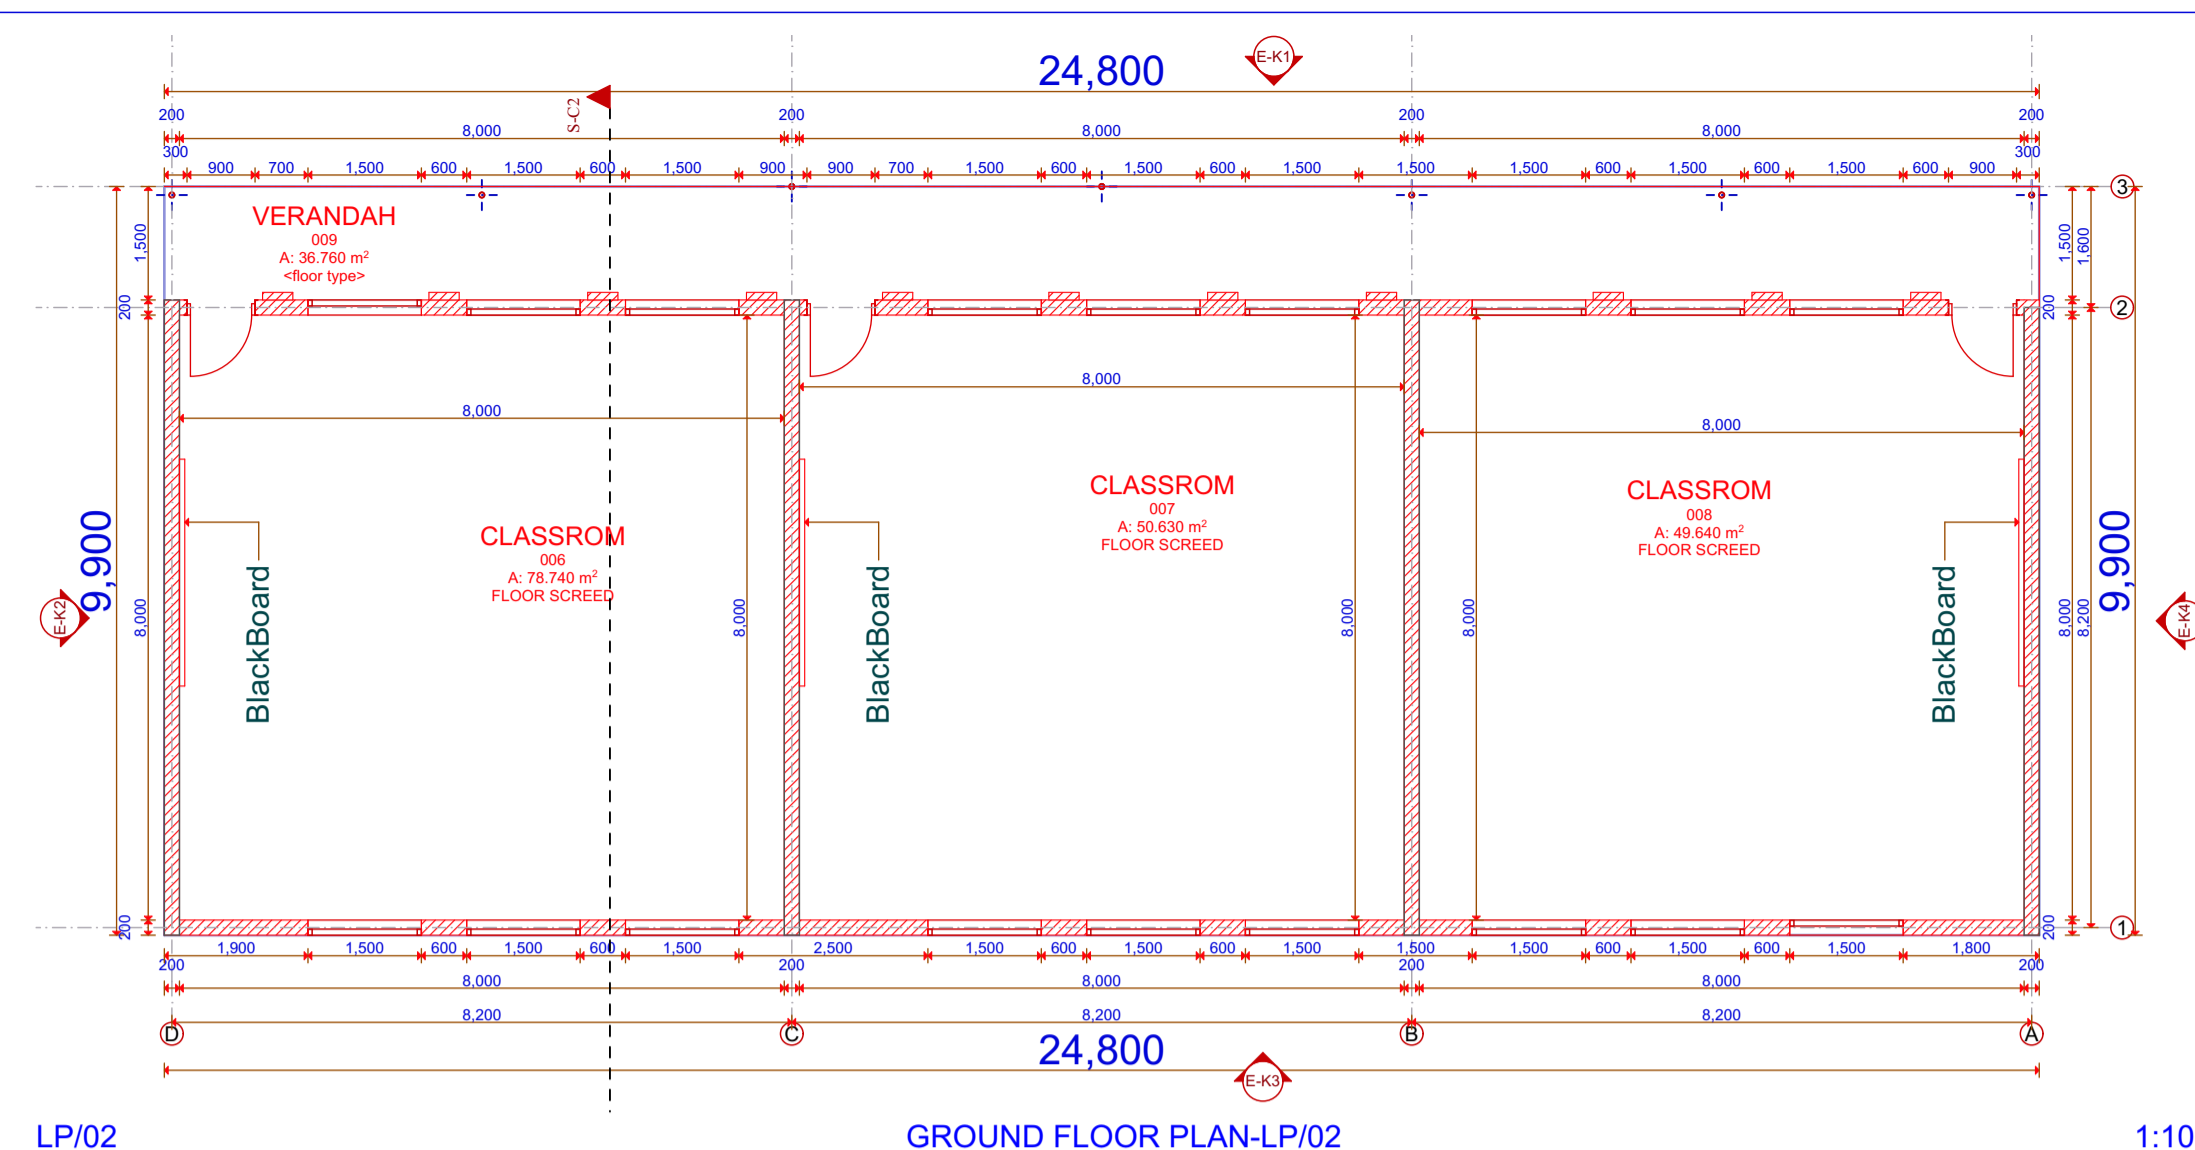 24,800
E-K1
S-C2
200 200 200 200
8,000 8,000 8,000
300 300
900 700 1,500 600 1,500 600 1,500 900 900 700 1,500 600 1,500 600 1,500 1,500 1,500 600 1,500 600 1,500 600 900
3
VERANDAH
009
A: 36.760 m²
<floor type>
1,500
1,500
1,600
200
200
2
8,000
8,000
8,000
CLASSROM
006
A: 78.740 m²
FLOOR SCREED
CLASSROM
007
A: 50.630 m²
FLOOR SCREED
CLASSROM
008
A: 49.640 m²
FLOOR SCREED
BlackBoard
BlackBoard
BlackBoard
E-K2
9,900
8,000
8,000
8,000
8,000
8,000
8,200
9,900
E-K4
200
200
1
1,900 1,500 600 1,500 600 1,500 2,500 1,500 600 1,500 600 1,500 1,500 1,500 600 1,500 600 1,500 1,800
200 200 200 200
8,000 8,000 8,000
8,200 8,200 8,200
D C B A
24,800
E-K3
LP/02 GROUND FLOOR PLAN-LP/02 1:10